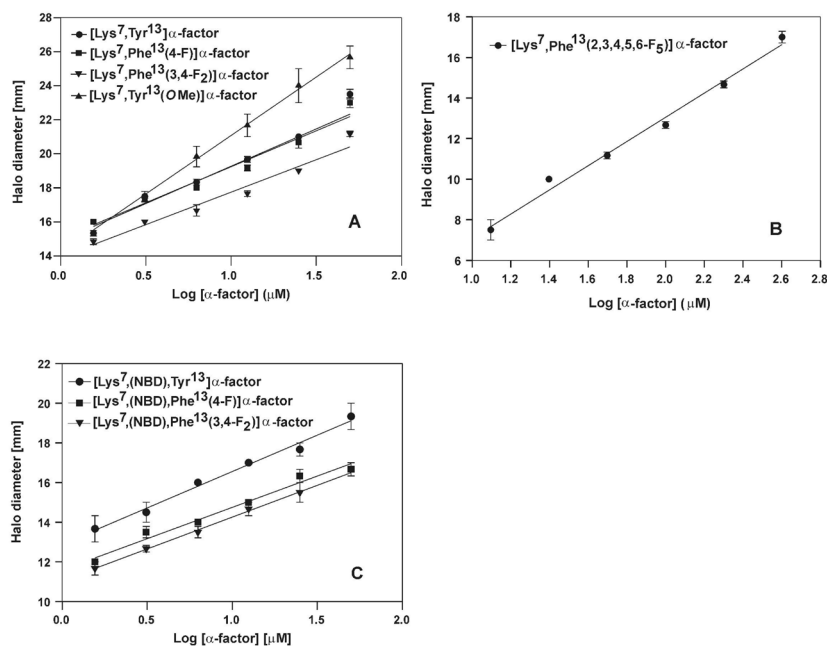 [Lys7,Tyr13]α-factor
[Lys7,Phe13(4-F)]α-factor
[Lys7,Phe13(3,4-F2)]α-factor
[Lys7,Tyr13(OMe)]α-factor
Halo diameter [mm]
28
26
24
22
20
18
16
14
0.0 0.5 1.0 1.5 2.0
Log [α-factor] (μM)
A
[Lys7,Phe13(2,3,4,5,6-F5)]α-factor
Halo diameter [mm]
18
16
14
12
10
8
6
1.0 1.2 1.4 1.6 1.8 2.0 2.2 2.4 2.6 2.8
Log [α-factor] (μM)
B
[Lys7,(NBD),Tyr13]α-factor
[Lys7,(NBD),Phe13(4-F)]α-factor
[Lys7,(NBD),Phe13(3,4-F2)]α-factor
Halo diameter [mm]
22
20
18
16
14
12
10
0.0 0.5 1.0 1.5 2.0
Log [α-factor] [μM]
C